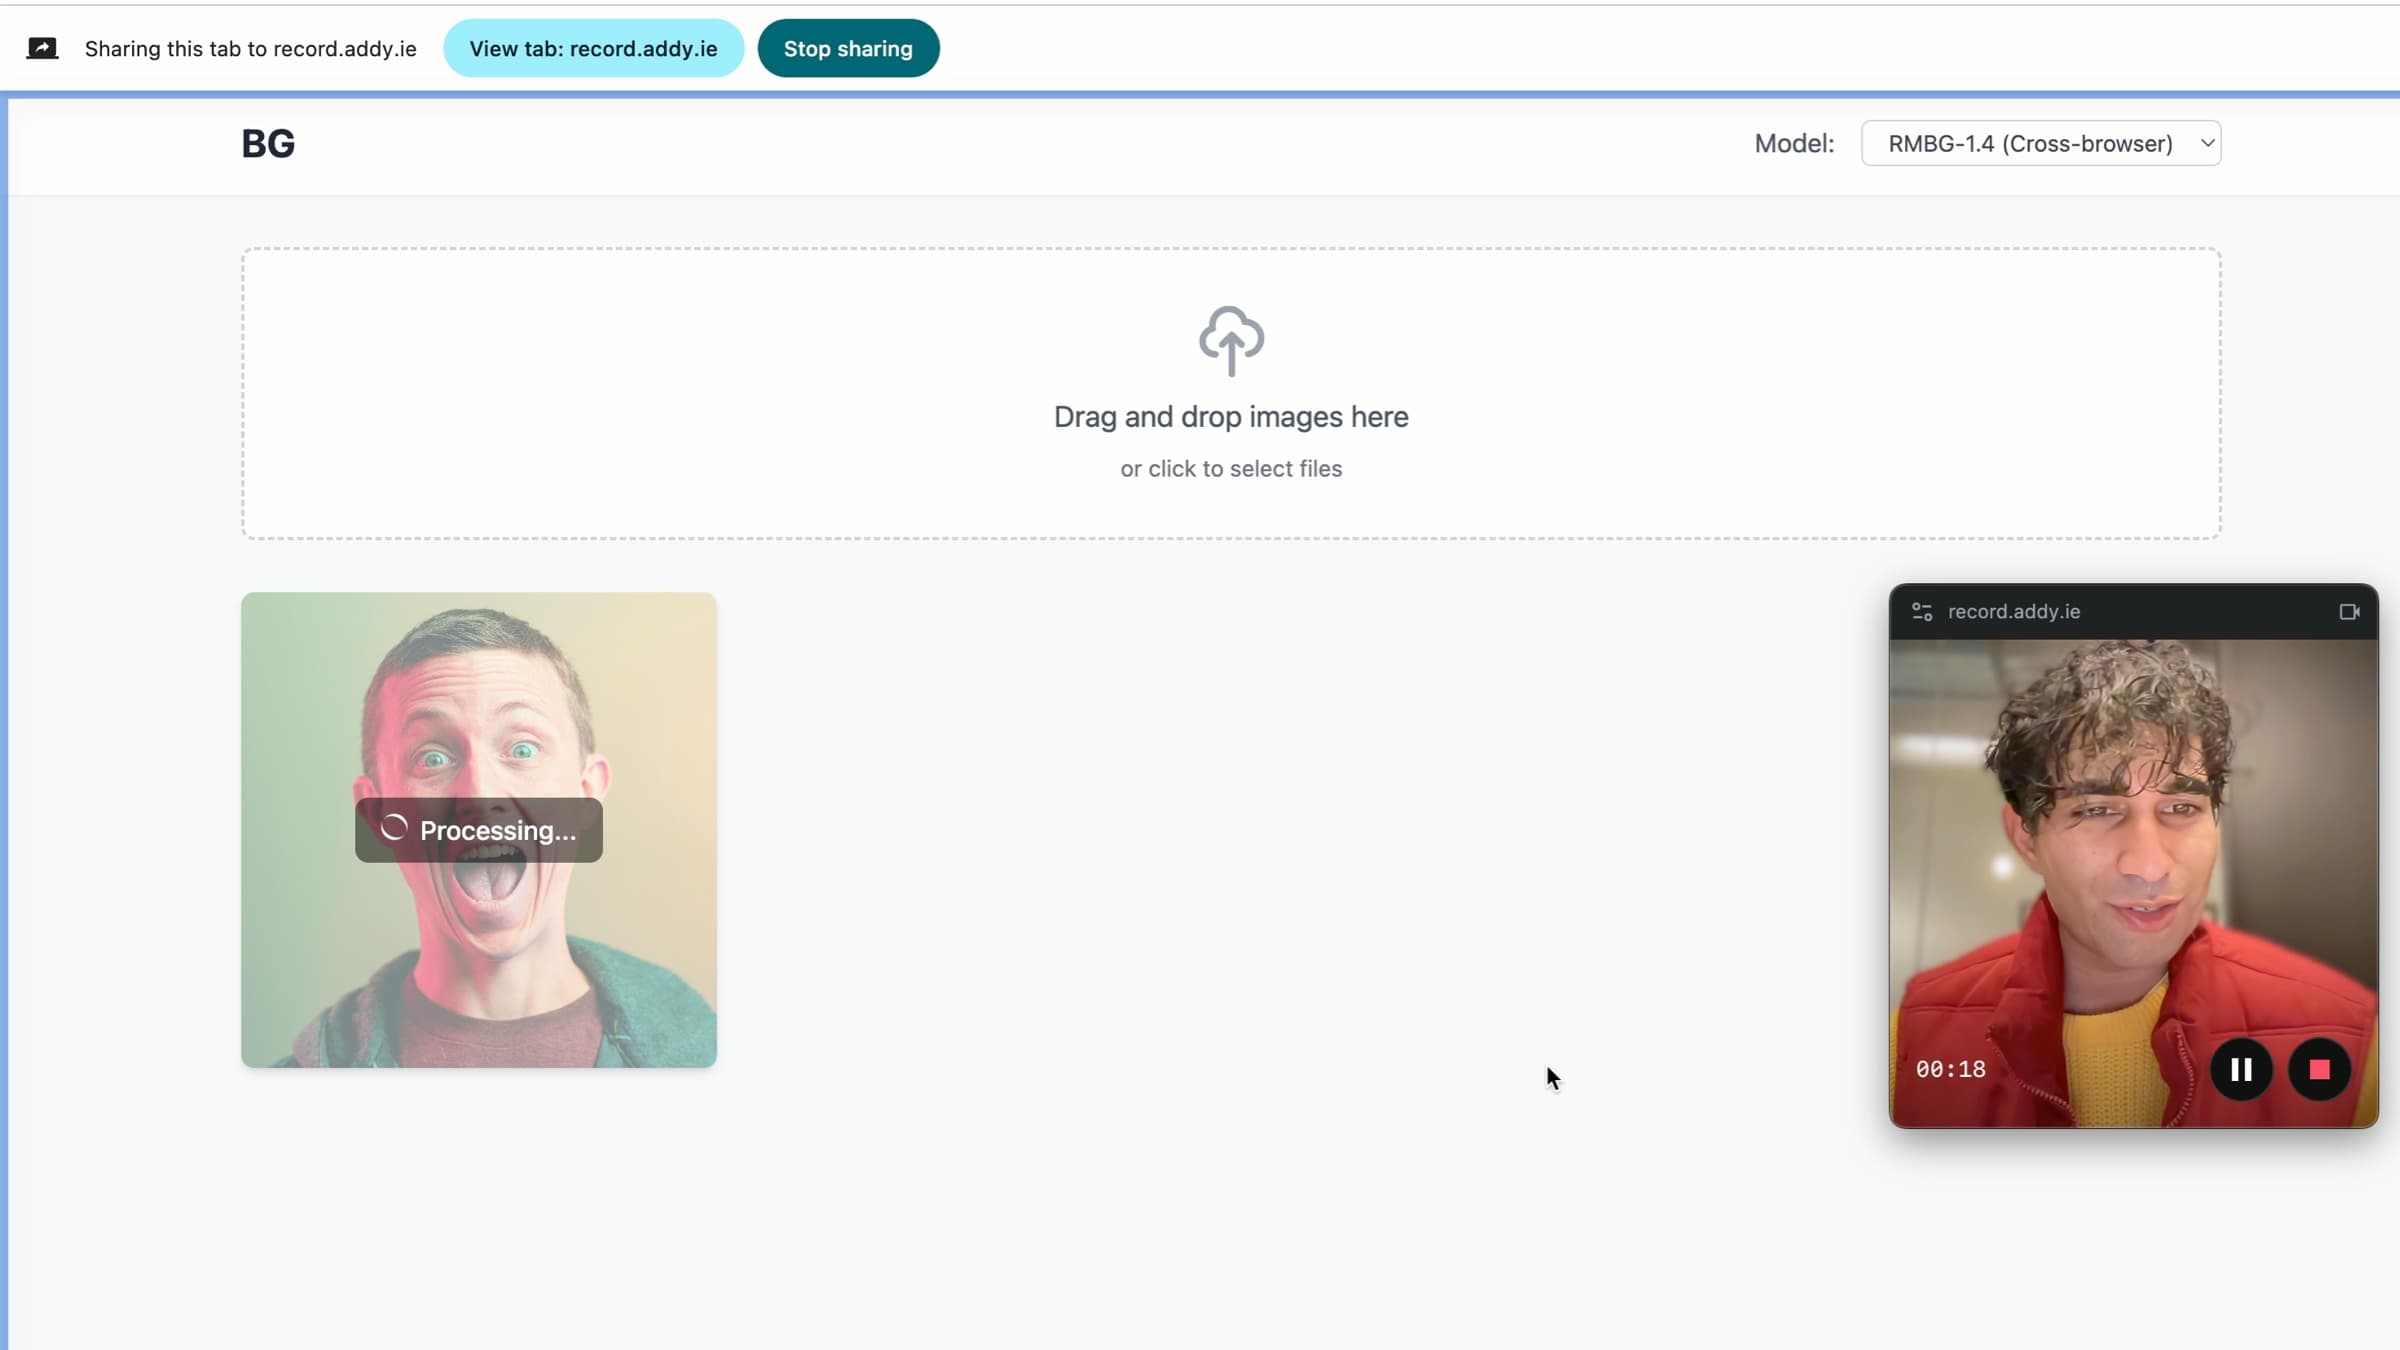 Sharing this tab to record.addy.ie
View tab: record.addy.ie
Stop sharing
BG
Model:
RMBG-1.4 (Cross-browser)
Drag and drop images here
or click to select files
Processing...
record.addy.ie
00:18